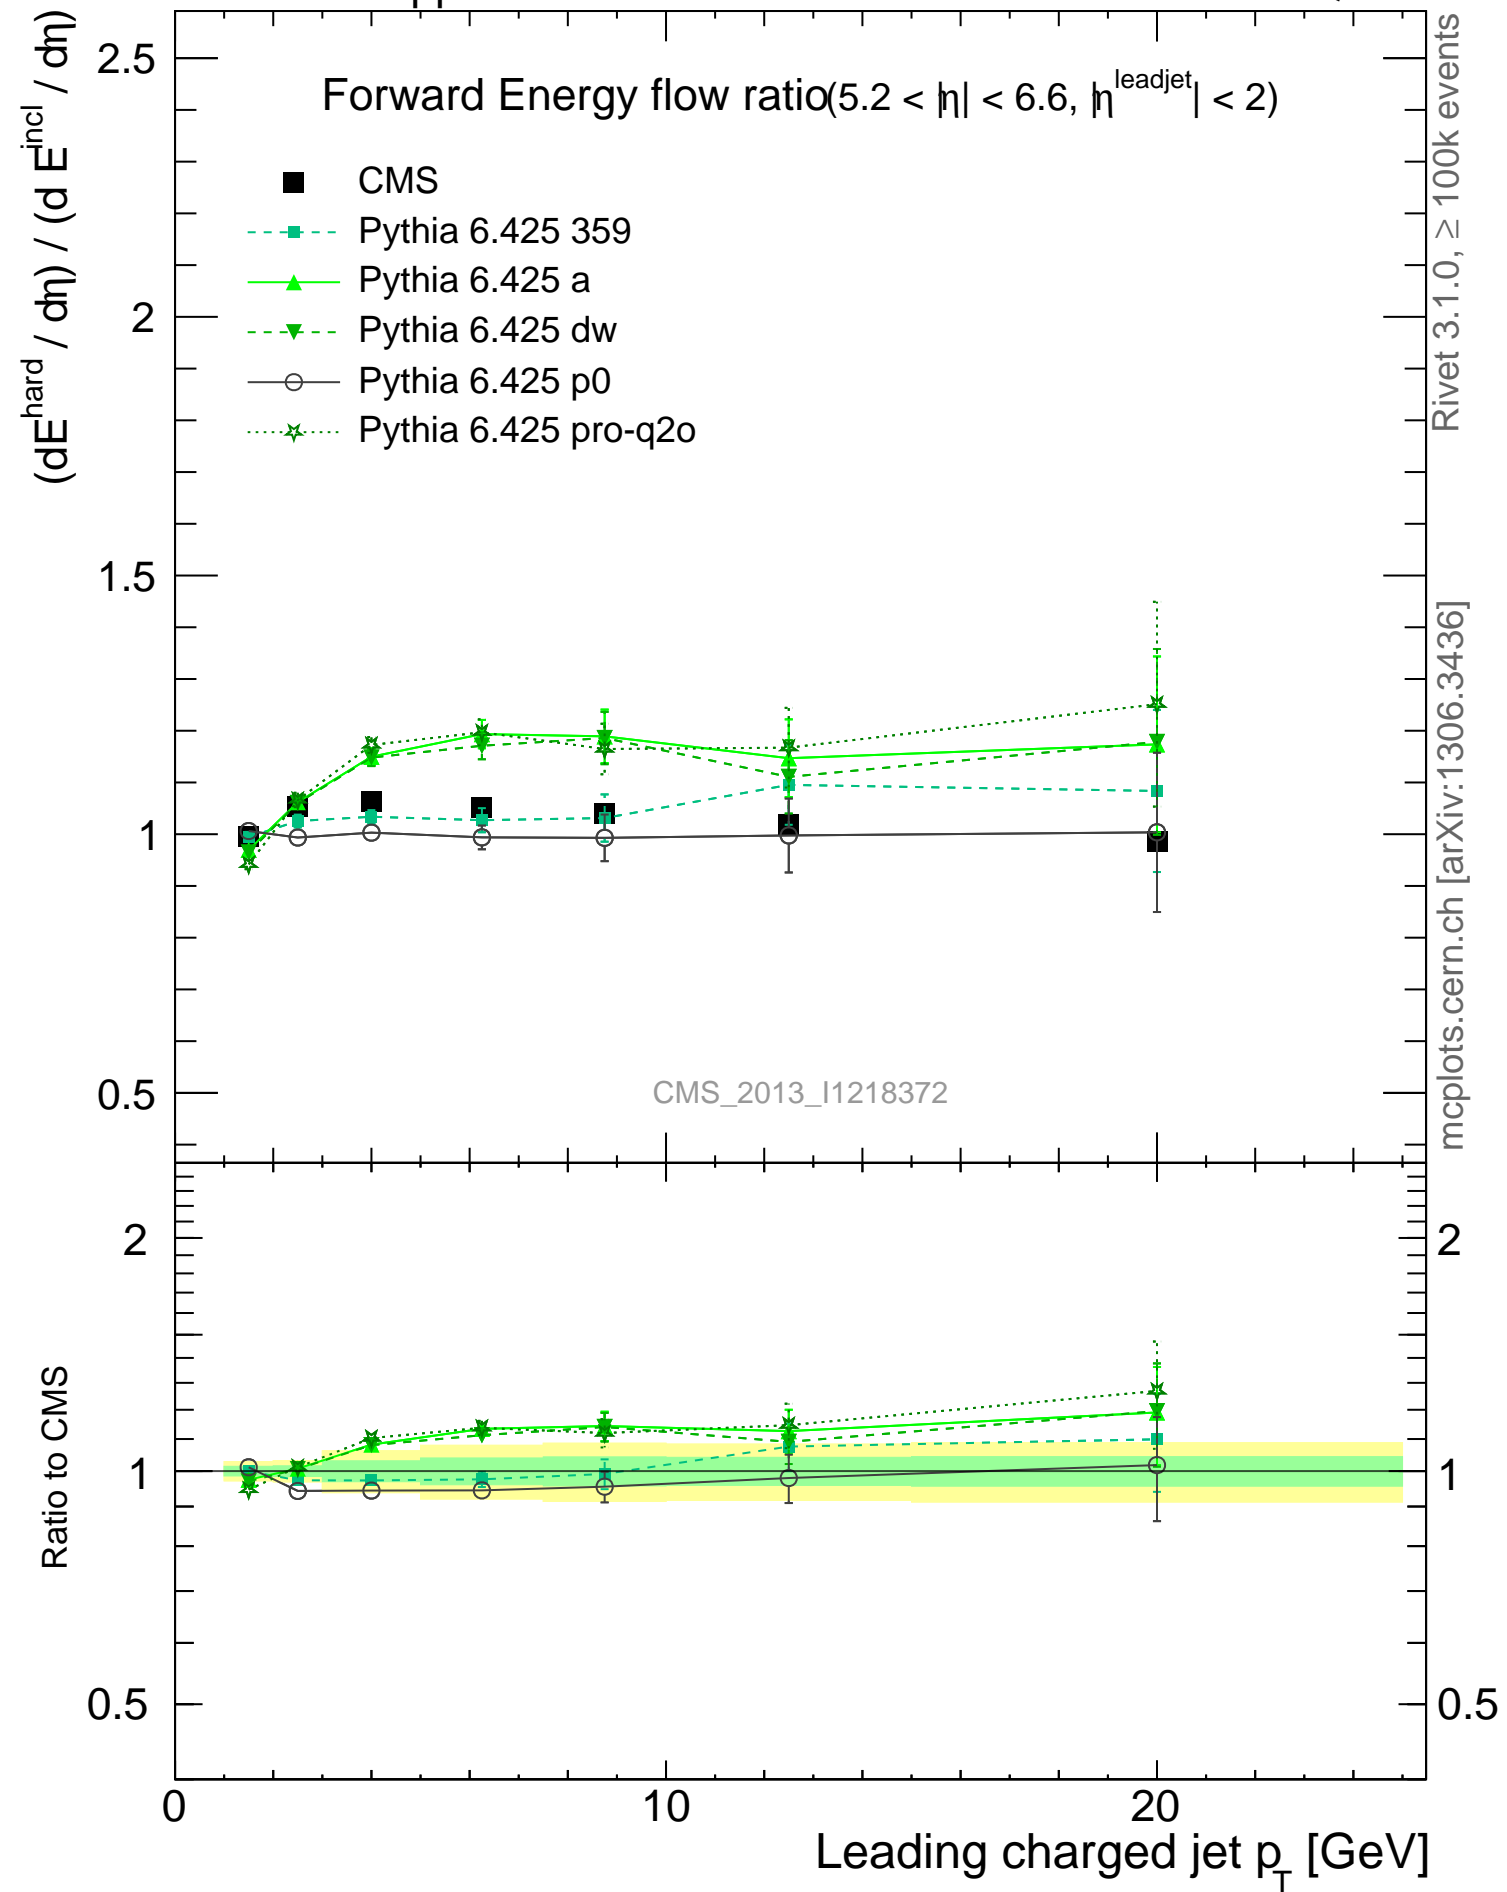 (dE^hard / dη) / (d E^incl / dη)
Forward Energy flow ratio(5.2 < |η| < 6.6, |η^leadjet| < 2)
CMS
Pythia 6.425 359
Pythia 6.425 a
Pythia 6.425 dw
Pythia 6.425 p0
Pythia 6.425 pro-q2o
2.5
2
1.5
1
0.5
CMS_2013_I1218372
Rivet 3.1.0, ≥ 100k events
mcplots.cern.ch [arXiv:1306.3436]
Ratio to CMS
2
1
0.5
2
1
0.5
0
10
20
Leading charged jet p_T [GeV]